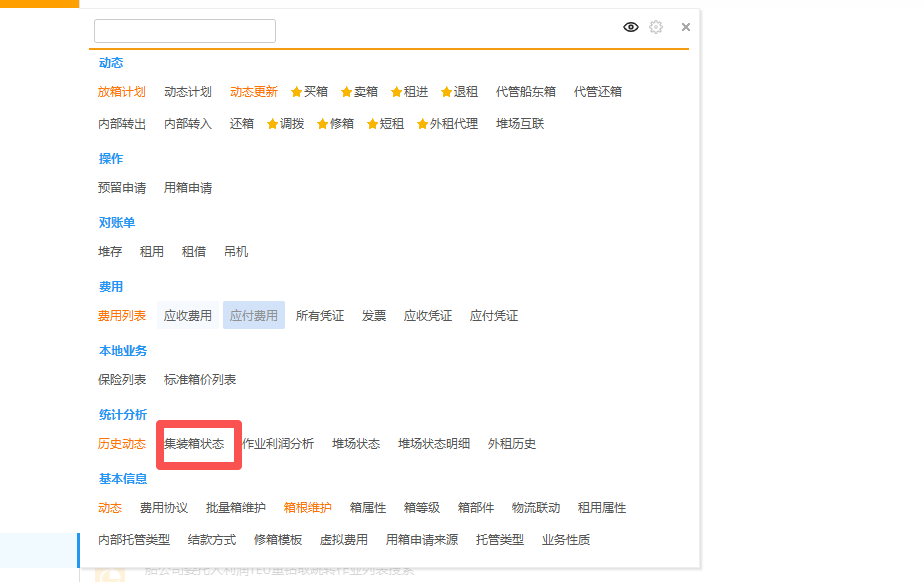 动态
放箱计划 动态计划 动态更新 ★买箱 ★卖箱 ★租进 ★退租 代管船东箱 代管还箱
内部转出 内部转入 还箱 ★调拨 ★修箱 ★短租 ★外租代理 堆场互联
操作
预留申请 用箱申请
对账单
堆存 租用 租借 吊机
费用
费用列表 应收费用 应付费用 所有凭证 发票 应收凭证 应付凭证
本地业务
保险列表 标准箱价列表
统计分析
历史动态 集装箱状态 作业利润分析 堆场状态 堆场状态明细 外租历史
基本信息
动态 费用协议 批量箱维护 箱根维护 箱属性 箱等级 箱部件 物流联动 租用属性
内部托管类型 结款方式 修箱模板 虚拟费用 用箱申请来源 托管类型 业务性质